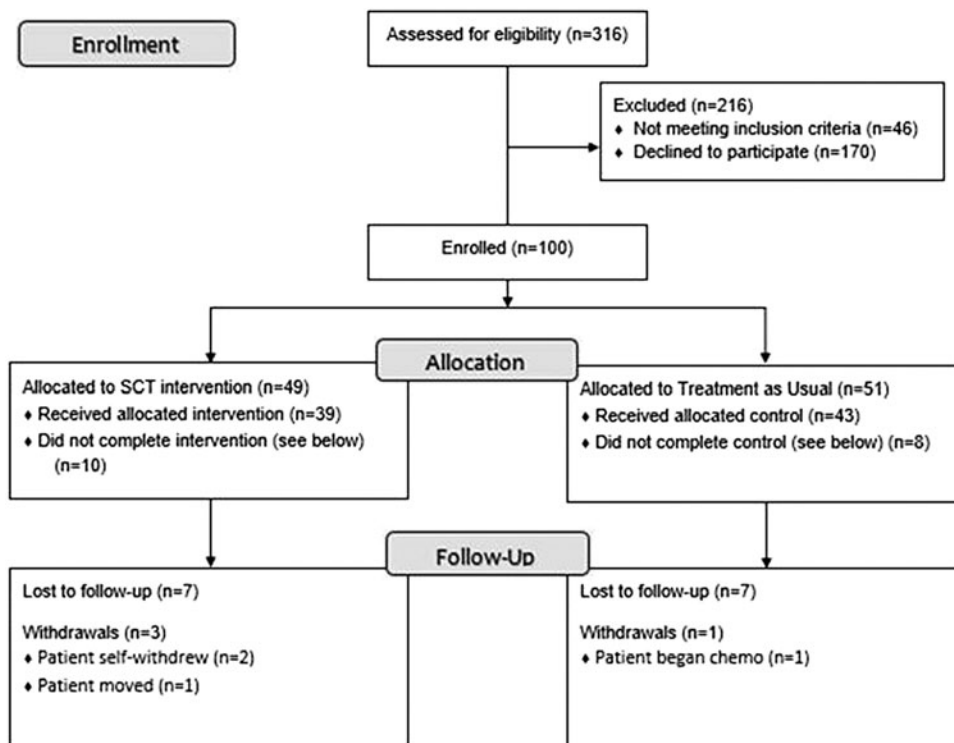 Enrollment
Assessed for eligibility (n=316)
Excluded (n=216)
♦ Not meeting inclusion criteria (n=46)
♦ Declined to participate (n=170)
Enrolled (n=100)
Allocation
Allocated to SCT intervention (n=49)
♦ Received allocated intervention (n=39)
♦ Did not complete intervention (see below)
(n=10)
Allocated to Treatment as Usual (n=51)
♦ Received allocated control (n=43)
♦ Did not complete control (see below) (n=8)
Follow-Up
Lost to follow-up (n=7)
Withdrawals (n=3)
♦ Patient self-withdrew (n=2)
♦ Patient moved (n=1)
Lost to follow-up (n=7)
Withdrawals (n=1)
♦ Patient began chemo (n=1)